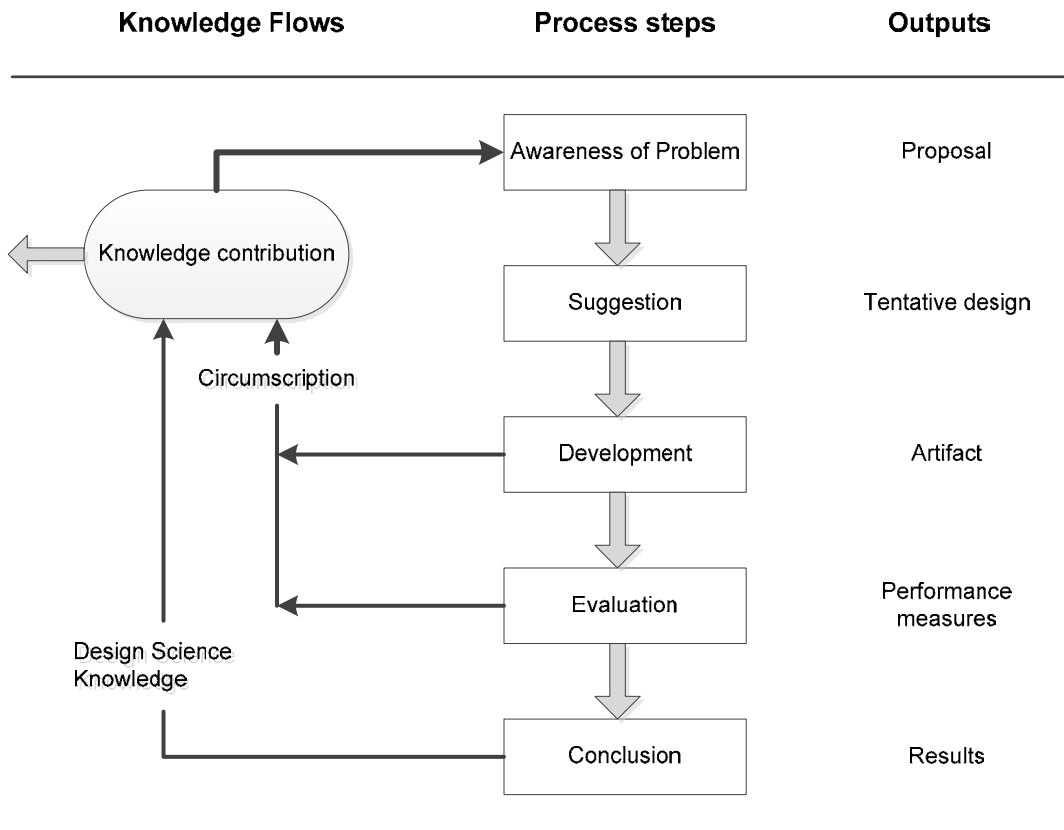 Knowledge Flows
Process steps
Outputs
Awareness of Problem
Proposal
Knowledge contribution
Suggestion
Tentative design
Circumscription
Development
Artifact
Evaluation
Performance
measures
Design Science
Knowledge
Conclusion
Results